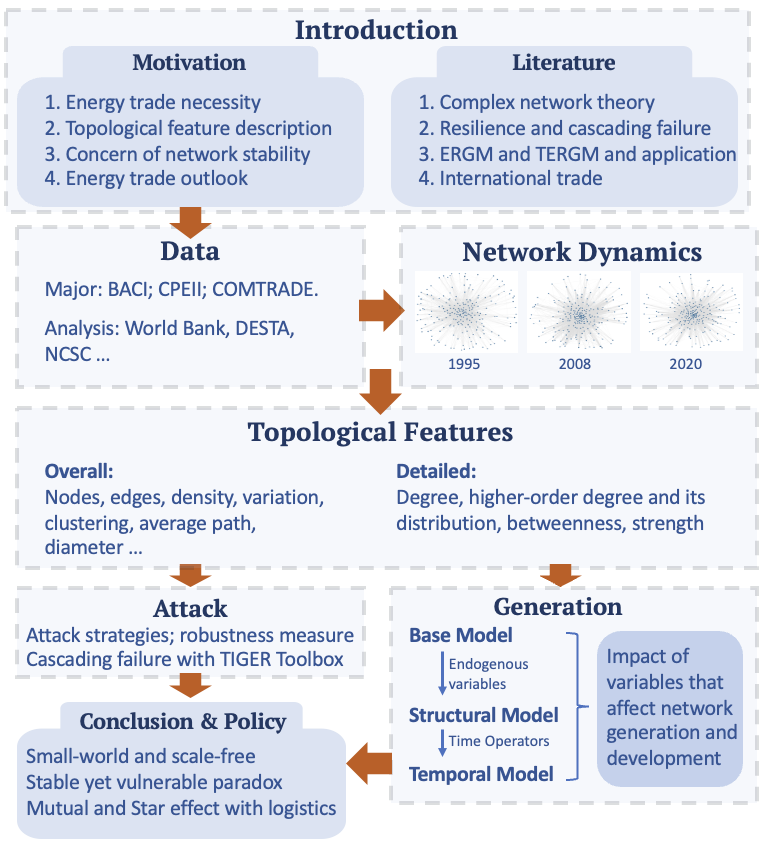 Introduction
Motivation
1. Energy trade necessity
2. Topological feature description
3. Concern of network stability
4. Energy trade outlook
Literature
1. Complex network theory
2. Resilience and cascading failure
3. ERGM and TERGM and application
4. International trade
Data
Major: BACI; CPEII; COMTRADE.
Analysis: World Bank, DESTA,
NCSC ...
Network Dynamics
1995
2008
2020
Topological Features
Overall:
Nodes, edges, density, variation,
clustering, average path,
diameter ...
Detailed:
Degree, higher-order degree and its
distribution, betweenness, strength
Attack
Attack strategies; robustness measure
Cascading failure with TIGER Toolbox
Generation
Base Model
Endogenous
variables
Structural Model
Time Operators
Temporal Model
Impact of
variables that
affect network
generation and
development
Conclusion & Policy
Small-world and scale-free
Stable yet vulnerable paradox
Mutual and Star effect with logistics